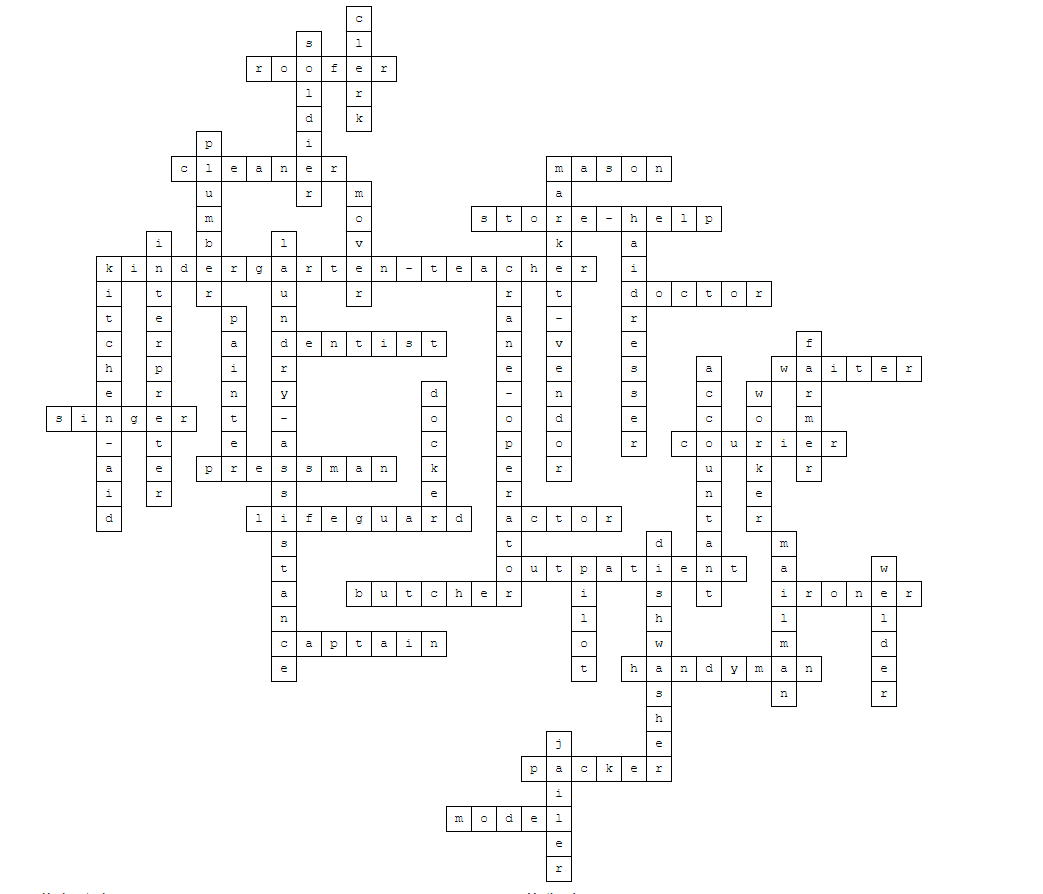 clerk
soldier
roofer
plumber
cleaner
mason
market-vendor
mover
store-help
hairdresser
interpreter
laundry-assistance
kindergarten-teacher
kitchen-aid
crane-operator
doctor
painter
dentist
farmer
accountant
waiter
docker
worker
singer
courier
pressman
lifeguard
actor
dishwasher
mailman
outpatient
pilot
welder
butcher
ironer
captain
handyman
jailer
packer
model